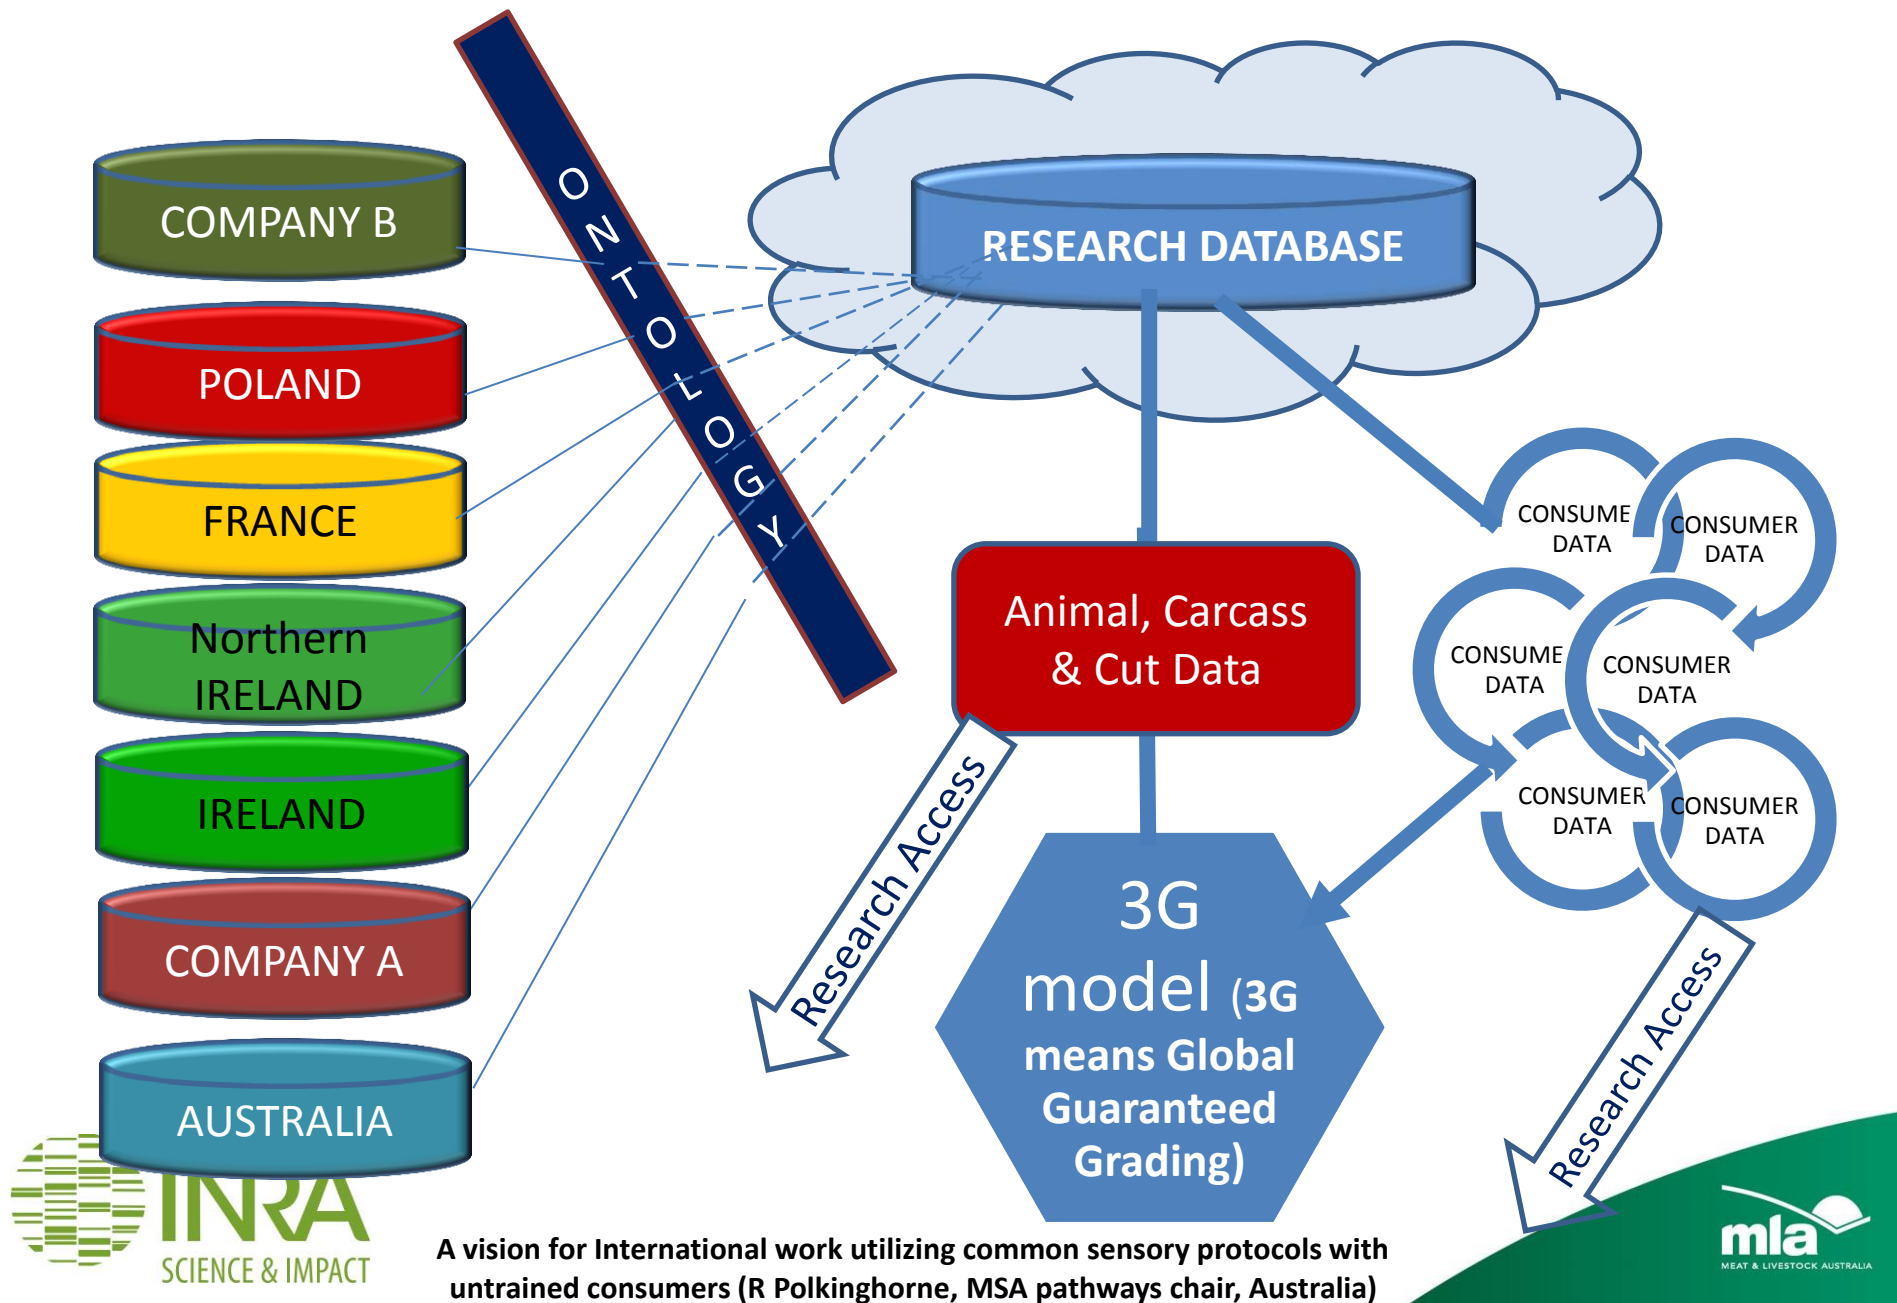 COMPANY B
POLAND
FRANCE
Northern
IRELAND
IRELAND
COMPANY A
AUSTRALIA
ONTOLOGY
RESEARCH DATABASE
Animal, Carcass
& Cut Data
Research Access
3G
model (3G
means Global
Guaranteed
Grading)
CONSUME
DATA
CONSUMER
DATA
CONSUME
DATA
CONSUMER
DATA
CONSUMER
DATA
CONSUMER
DATA
Research Access
INRA
SCIENCE & IMPACT
A vision for International work utilizing common sensory protocols with
untrained consumers (R Polkinghorne, MSA pathways chair, Australia)
mla
MEAT & LIVESTOCK AUSTRALIA